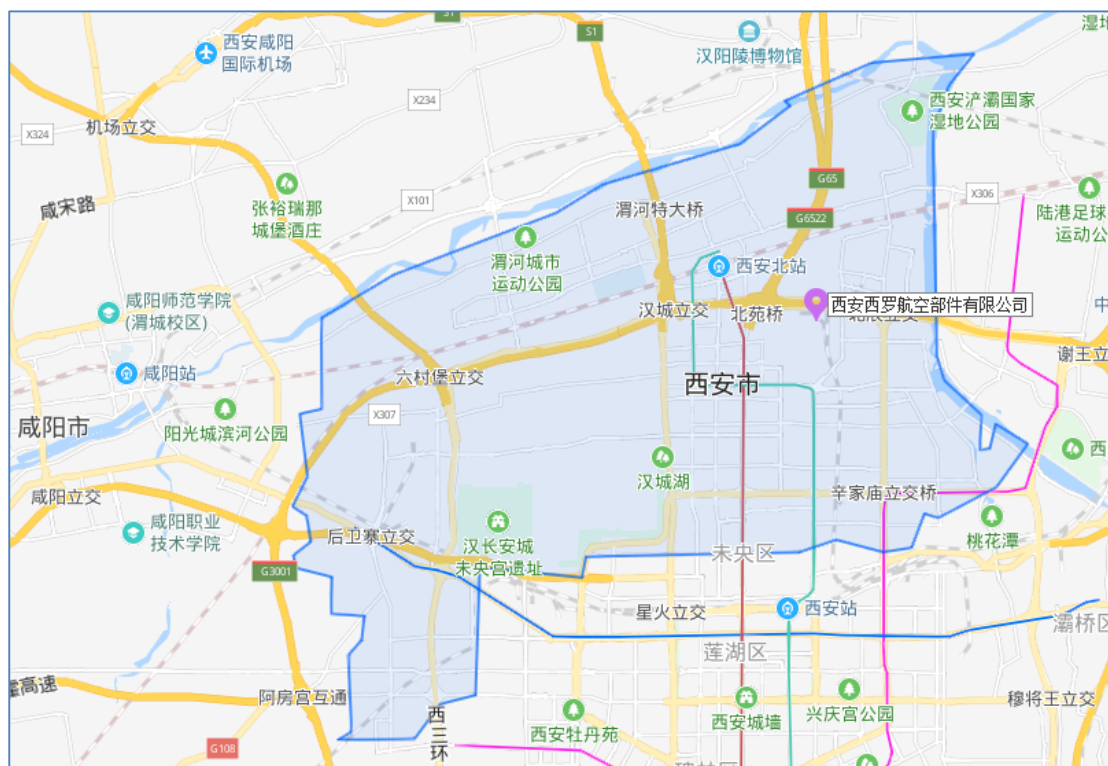 S1
S1
湿地
西安咸阳
国际机场
汉阳陵博物馆
X234
西安浐灞国家
湿地公园
X324
机场立交
G65
张裕瑞那
城堡酒庄
X101
X306
咸宋路
渭河特大桥
G6522
陆港足球
运动公
渭河城市
运动公园
西安北站
咸阳师范学院
(渭城校区)
汉城立交
北苑桥
西安西罗航空部件有限公司
中
谢王立
咸阳站
六村堡立交
西安市
X307
咸阳市
阳光城滨河公园
汉城湖
西
咸阳立交
辛家庙立交桥
咸阳职业
技术学院
后卫寨立交
汉长安城
未央宫遗址
未央区
桃花潭
G3001
星火立交
西安站
灞桥区
莲湖区
霍高速
阿房宫互通
西三环
西安牡丹苑
西安城墙
兴庆宫公园
穆将王立交
G108